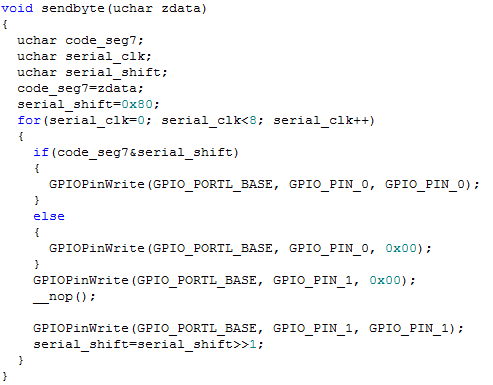 void sendbyte(uchar zdata)
{
  uchar code_seg7;
  uchar serial_clk;
  uchar serial_shift;
  code_seg7=zdata;
  serial_shift=0x80;
  for(serial_clk=0; serial_clk<8; serial_clk++)
  {
    if(code_seg7&serial_shift)
    {
      GPIOPinWrite(GPIO_PORTL_BASE, GPIO_PIN_0, GPIO_PIN_0);
    }
    else
    {
      GPIOPinWrite(GPIO_PORTL_BASE, GPIO_PIN_0, 0x00);
    }
    GPIOPinWrite(GPIO_PORTL_BASE, GPIO_PIN_1, 0x00);
    __nop();

    GPIOPinWrite(GPIO_PORTL_BASE, GPIO_PIN_1, GPIO_PIN_1);
    serial_shift=serial_shift>>1;
  }
}